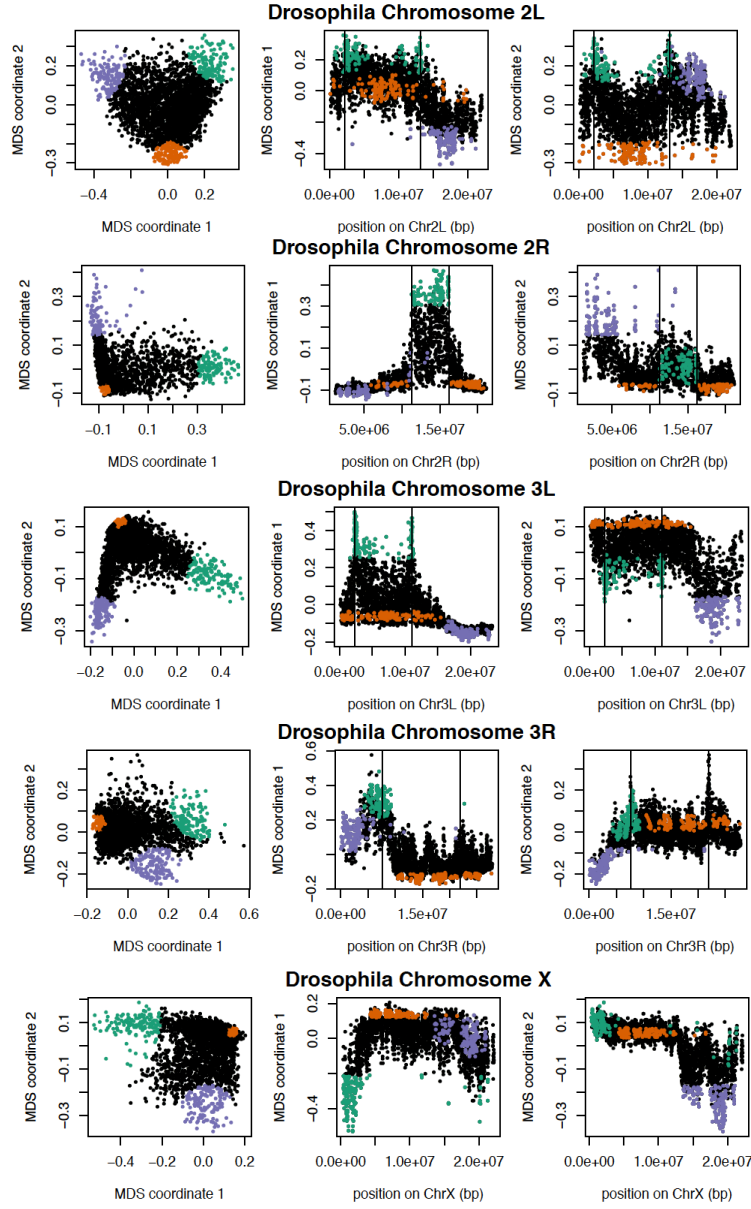 Drosophila Chromosome 2L
MDS coordinate 2
0.2
0.0
−0.3
−0.4 0.0 0.2
MDS coordinate 1
MDS coordinate 1
0.2
0.0
−0.4
0.0e+00 1.0e+07 2.0e+07
position on Chr2L (bp)
MDS coordinate 2
0.2
0.0
−0.3
0.0e+00 1.0e+07 2.0e+07
position on Chr2L (bp)
Drosophila Chromosome 2R
MDS coordinate 2
0.3
0.1
−0.1
−0.1 0.1 0.3
MDS coordinate 1
MDS coordinate 1
0.3
0.1
−0.1
5.0e+06 1.5e+07
position on Chr2R (bp)
MDS coordinate 2
0.3
0.1
−0.1
5.0e+06 1.5e+07
position on Chr2R (bp)
Drosophila Chromosome 3L
MDS coordinate 2
0.1
−0.1
−0.3
−0.2 0.0 0.2 0.4
MDS coordinate 1
MDS coordinate 1
0.4
0.2
0.0
−0.2
0.0e+00 1.0e+07 2.0e+07
position on Chr3L (bp)
MDS coordinate 2
0.1
−0.1
−0.3
0.0e+00 1.0e+07 2.0e+07
position on Chr3L (bp)
Drosophila Chromosome 3R
MDS coordinate 2
0.2
0.0
−0.2
−0.2 0.0 0.2 0.4 0.6
MDS coordinate 1
MDS coordinate 1
0.6
0.4
0.2
−0.2
0.0e+00 1.5e+07
position on Chr3R (bp)
MDS coordinate 2
0.2
0.0
−0.2
0.0e+00 1.5e+07
position on Chr3R (bp)
Drosophila Chromosome X
MDS coordinate 2
0.1
−0.1
−0.3
−0.4 0.0 0.2
MDS coordinate 1
MDS coordinate 1
0.2
0.0
−0.4
0.0e+00 1.0e+07 2.0e+07
position on ChrX (bp)
MDS coordinate 2
0.1
−0.1
−0.3
0.0e+00 1.0e+07 2.0e+07
position on ChrX (bp)